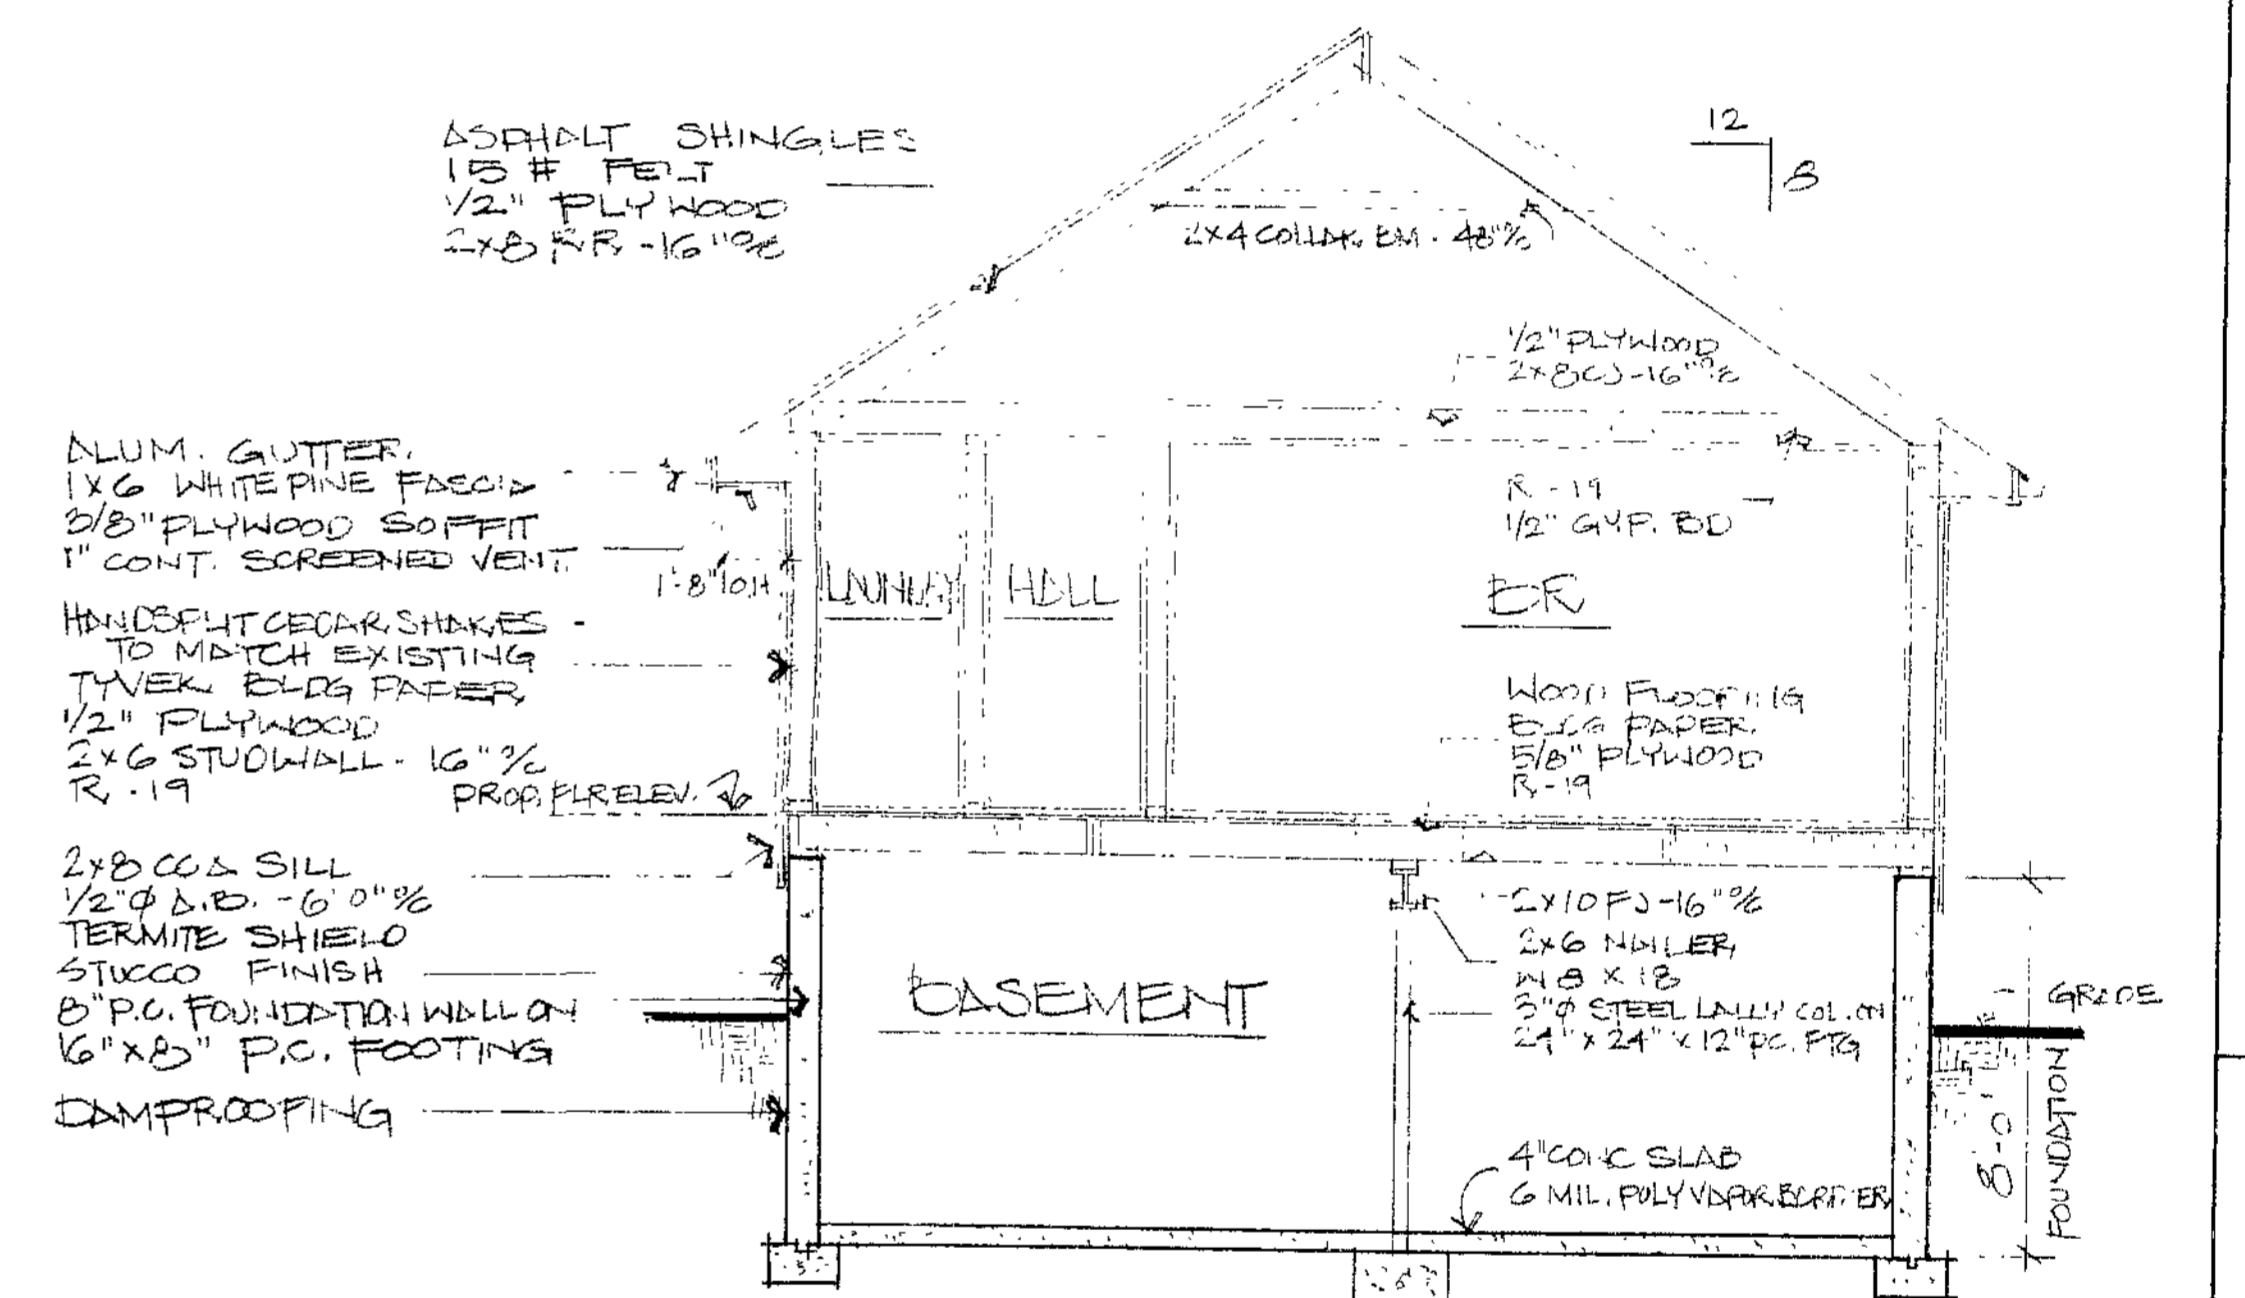 ASPHALT SHINGLES
15 # FELT
1/2" PLYWOOD
2x8 R.R. - 16" o/c
12
8
2x4 COLLAR BM. - 48" o/c
1/2" PLYWOOD
2x8 CJ - 16" o/c
ALUM. GUTTER
1x6 WHITE PINE FASCIA
3/8" PLYWOOD SOFFIT
1" CONT. SCREENED VENT.
1'-8" O.H
R - 19
1/2" GYP. BD
LAUNDRY
HALL
BR
HANDSPLIT CEDAR SHAKES
TO MATCH EXISTING
TYVEK BLDG PAPER
1/2" PLYWOOD
2x6 STUDWALL - 16" o/c
R - 19
PROP. FLR ELEV.
WOOD FLOORING
BLDG PAPER
5/8" PLYWOOD
R - 19
2x8 CCA SILL
1/2" Ø A.B. - 6'0" o/c
TERMITE SHIELD
STUCCO FINISH
8" P.C. FOUNDATION WALL ON
16" x 8" P.C. FOOTING
DAMPROOFING
2x10 FJ - 16" o/c
2x6 NAILER
W 8 x 18
3" Ø STEEL LALLY COL. ON
24" x 24" x 12" P.C. FTG
BASEMENT
GRADE
4" CONC SLAB
6 MIL. POLY VAPOR BARRIER
8'-0"
FOUNDATION